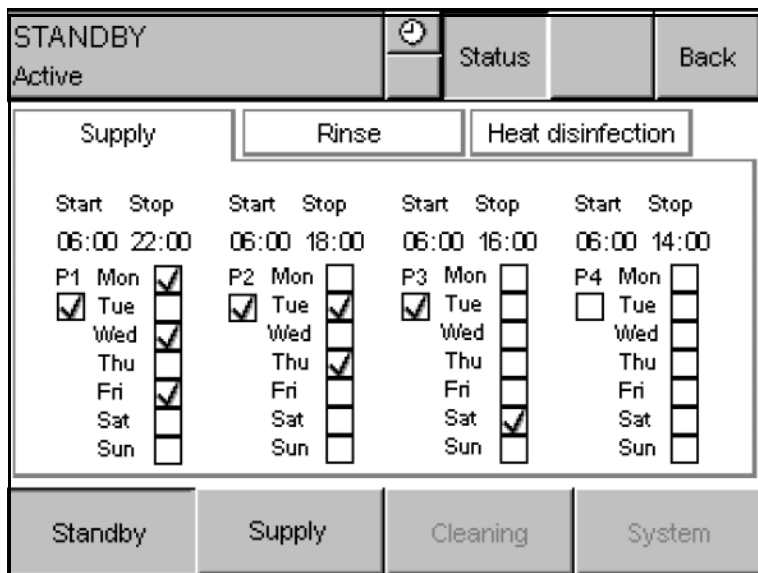 STANDBY
Active
Status
Back
Supply Rinse Heat disinfection
Start Stop Start Stop Start Stop Start Stop
06:00 22:00 06:00 18:00 06:00 16:00 06:00 14:00
P1 Mon P2 Mon P3 Mon P4 Mon
Tue Tue Tue Tue
Wed Wed Wed Wed
Thu Thu Thu Thu
Fri Fri Fri Fri
Sat Sat Sat Sat
Sun Sun Sun Sun
Standby Supply Cleaning System